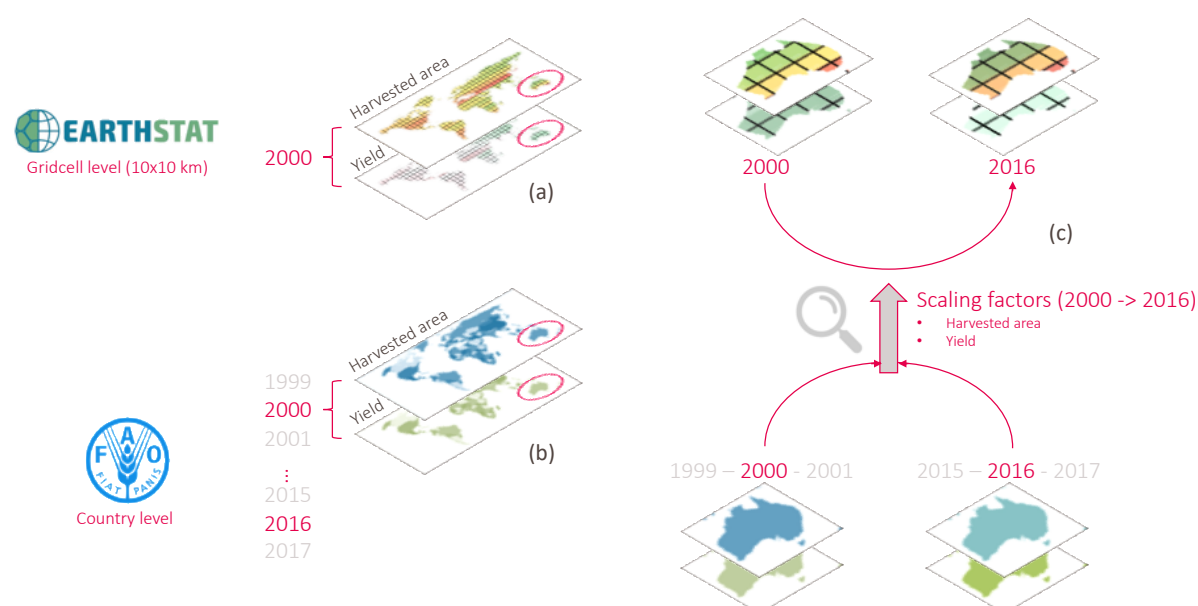 EARTHSTAT
Gridcell level (10x10 km)
2000
Harvested area
Yield
(a)
2000
2016
(c)
Scaling factors (2000 -> 2016)
• Harvested area
• Yield
Harvested area
Yield
1999
2000
2001
...
2015
2016
2017
(b)
F A O
FIAT PANIS
Country level
1999 – 2000 - 2001
2015 – 2016 - 2017